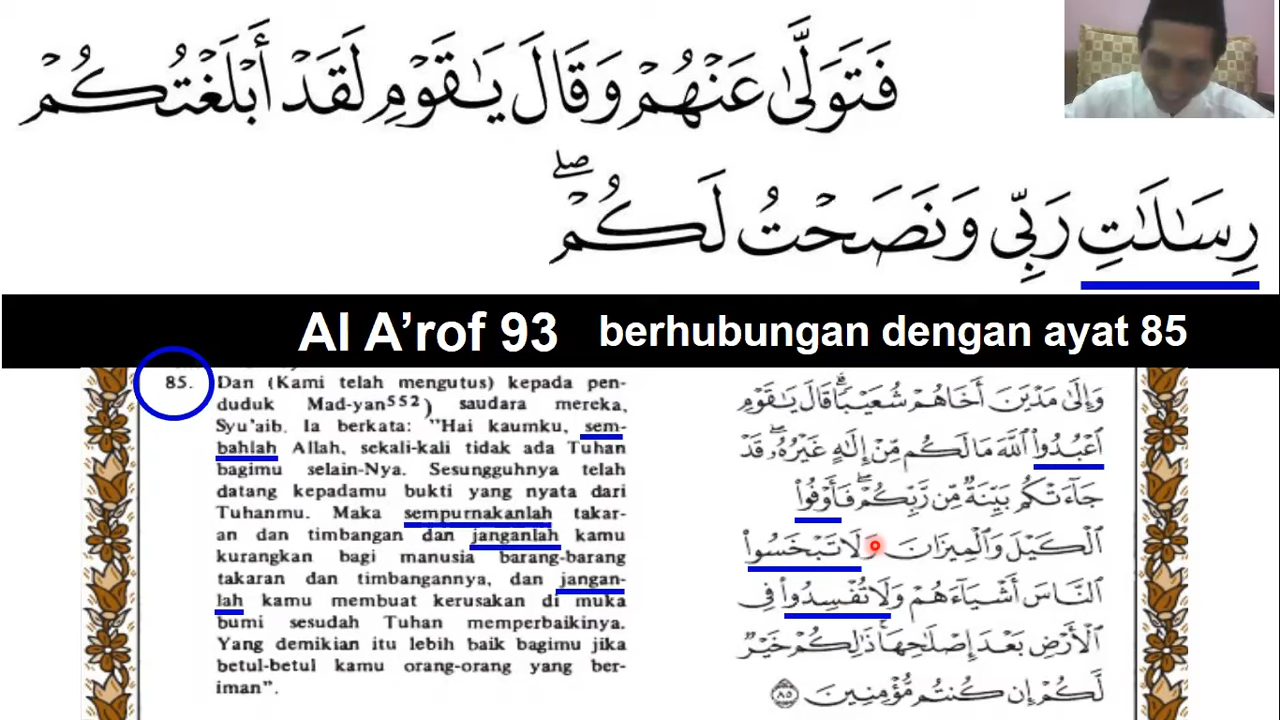 فَتَوَلَّىٰ عَنْهُمْ وَقَالَ يَـٰقَوْمِ لَقَدْ أَبْلَغْتُكُمْ
رِسَـٰلَـٰتِ رَبِّى وَنَصَحْتُ لَكُمْ ۖ
Al A’rof 93 berhubungan dengan ayat 85
85. Dan (Kami telah mengutus) kepada pen-
duduk Mad-yan552) saudara mereka,
Syu'aib. Ia berkata: "Hai kaumku, sem-
bahlah Allah, sekali-kali tidak ada Tuhan
bagimu selain-Nya. Sesungguhnya telah
datang kepadamu bukti yang nyata dari
Tuhanmu. Maka sempurnakanlah takar-
an dan timbangan dan janganlah kamu
kurangkan bagi manusia barang-barang
takaran dan timbangannya, dan jangan-
lah kamu membuat kerusakan di muka
bumi sesudah Tuhan memperbaikinya.
Yang demikian itu lebih baik bagimu jika
betul-betul kamu orang-orang yang ber-
iman".
وَإِلَىٰ مَدْيَنَ أَخَاهُمْ شُعَيْبًا ۗ قَالَ يَـٰقَوْمِ
ٱعْبُدُوا۟ ٱللَّهَ مَا لَكُم مِّنْ إِلَـٰهٍ غَيْرُهُۥ ۖ قَدْ
جَآءَتْكُم بَيِّنَةٌ مِّن رَّبِّكُمْ ۖ فَأَوْفُوا۟
ٱلْكَيْلَ وَٱلْمِيزَانَ وَلَا تَبْخَسُوا۟
ٱلنَّاسَ أَشْيَآءَهُمْ وَلَا تُفْسِدُوا۟ فِى
ٱلْأَرْضِ بَعْدَ إِصْلَـٰحِهَا ۚ ذَٰلِكُمْ خَيْرٌ
لَّكُمْ إِن كُنتُم مُّؤْمِنِينَ ٨٥